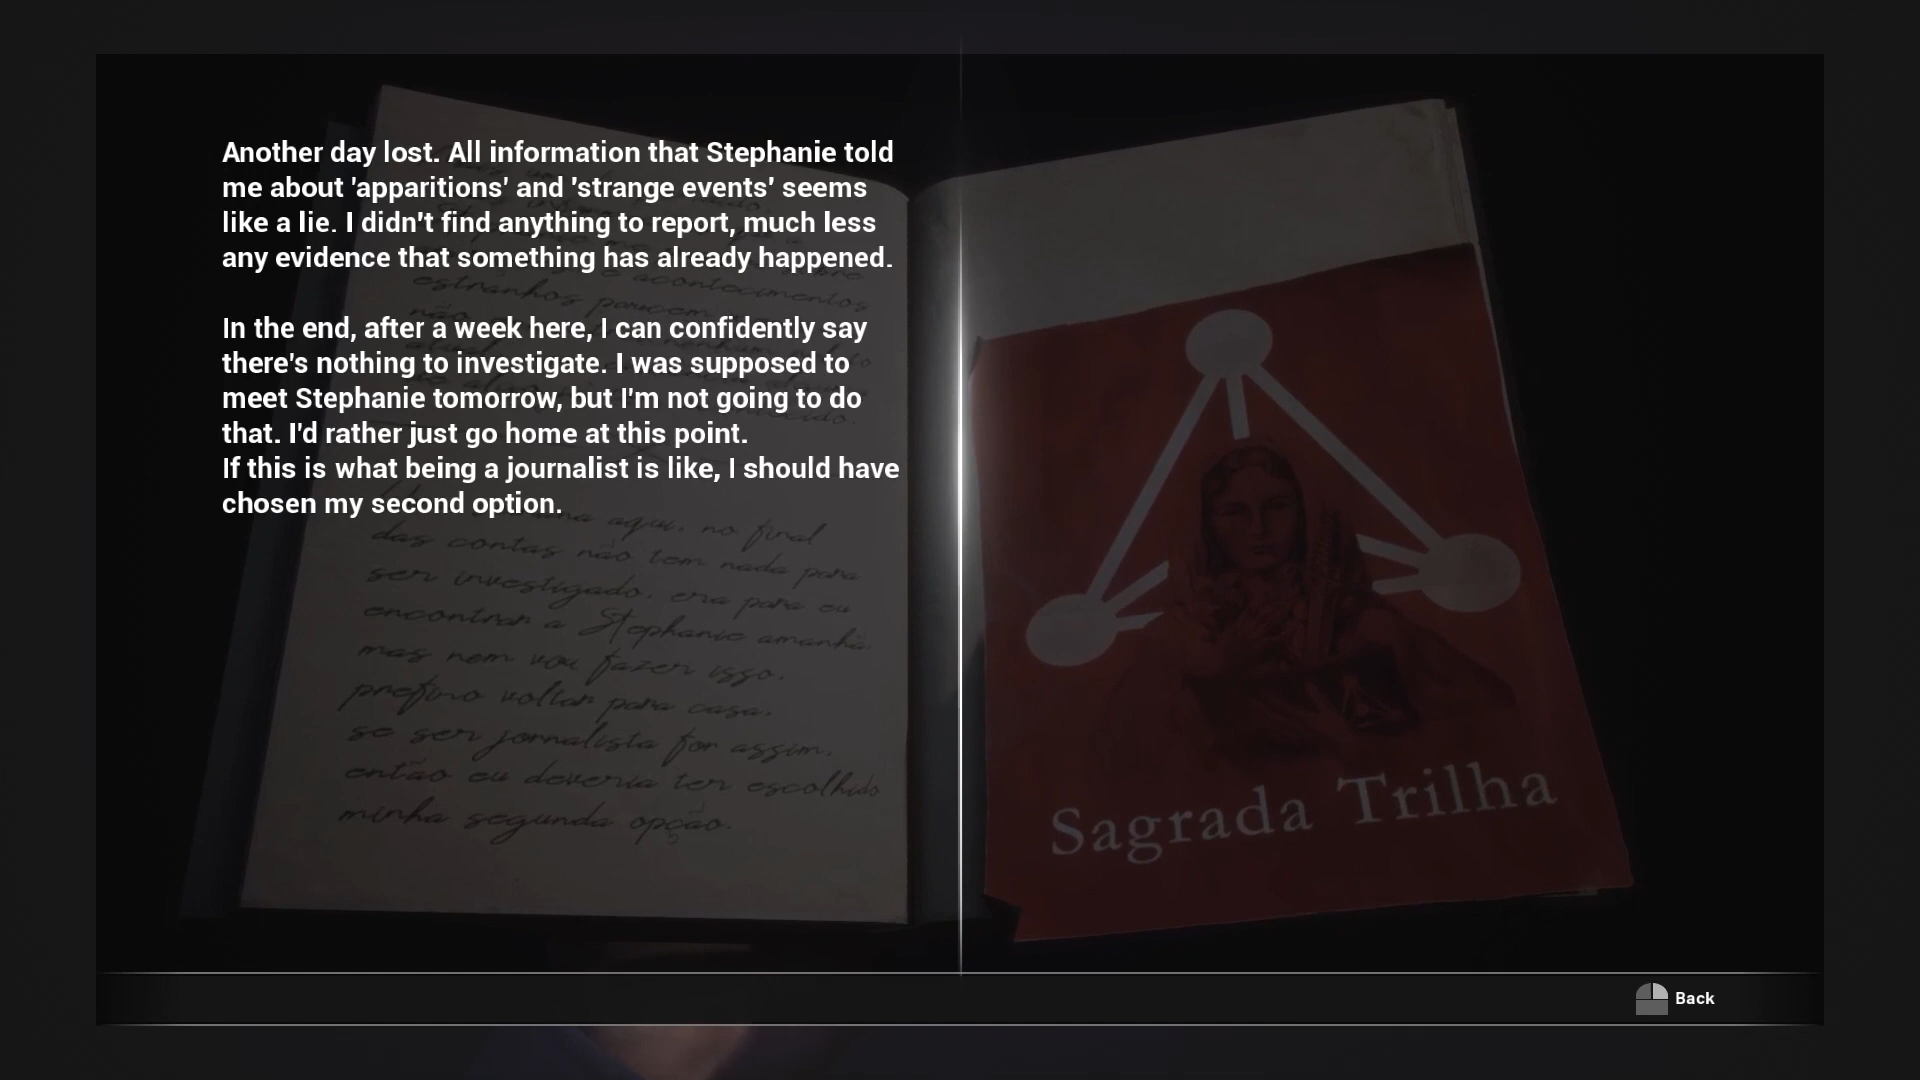 Another day lost. All information that Stephanie told
me about 'apparitions' and 'strange events' seems
like a lie. I didn't find anything to report, much less
any evidence that something has already happened.
In the end, after a week here, I can confidently say
there's nothing to investigate. I was supposed to
meet Stephanie tomorrow, but I'm not going to do
that. I'd rather just go home at this point.
If this is what being a journalist is like, I should have
chosen my second option.
estranhos
acontecimentos
aqui, no final
das contas não tem nada para
ser investigado, era para eu
encontrar a Stephanie amanhã.
mas nem vou fazer isso.
prefiro voltar para casa.
se ser jornalista for assim,
então eu deveria ter escolhido
minha segunda opção.
Sagrada Trilha
Back